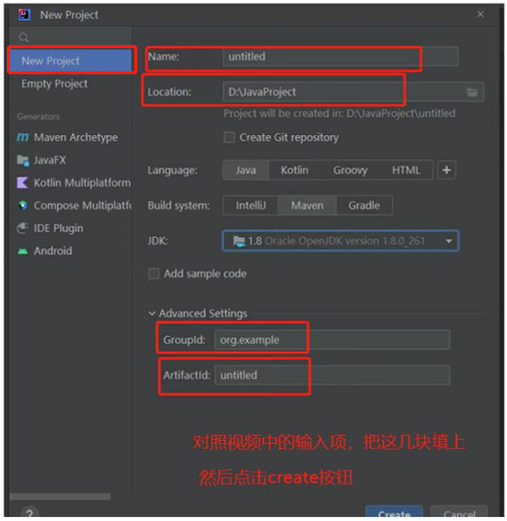 New Project
New Project
Empty Project
Generators
Maven Archetype
JavaFX
Kotlin Multiplatform
Compose Multiplatf
IDE Plugin
Android
Name: untitled
Location: D:\JavaProject
Project will be created in: D:\JavaProject\untitled
Create Git repository
Language: Java Kotlin Groovy HTML +
Build system: IntelliJ Maven Gradle
JDK: 1.8 Oracle OpenJDK version 1.8.0_261
Add sample code
Advanced Settings
GroupId: org.example
ArtifactId: untitled
对照视频中的输入项，把这几块填上
然后点击create按钮
? Create Cancel